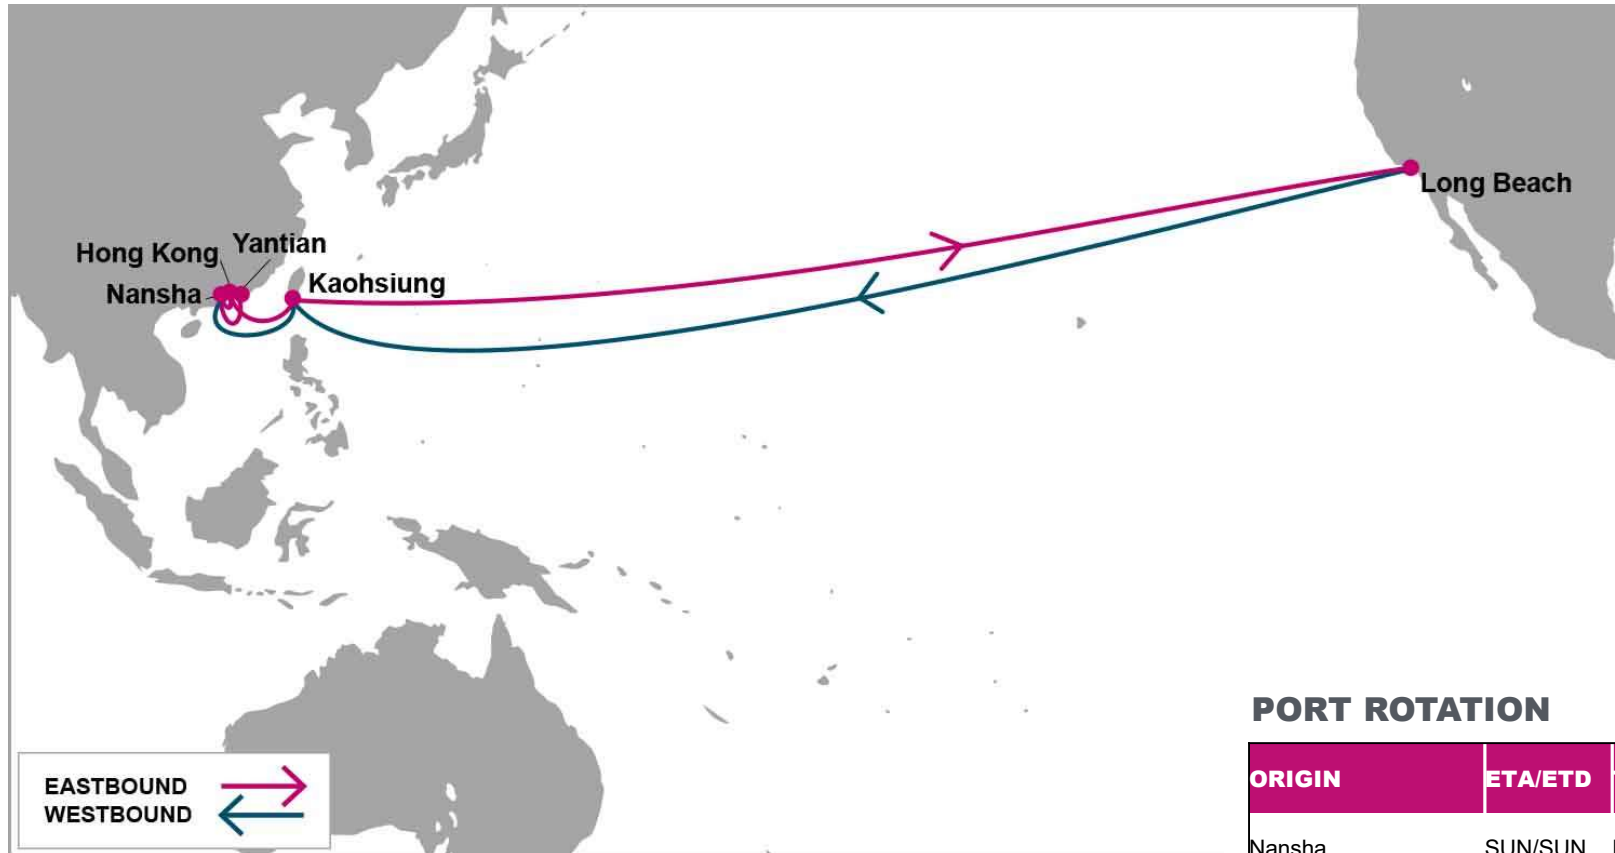 Long Beach
Hong Kong
Yantian
Nansha
Kaohsiung
EASTBOUND
WESTBOUND
PORT ROTATION
ORIGIN ETA/ETD
Nansha SUN/SUN